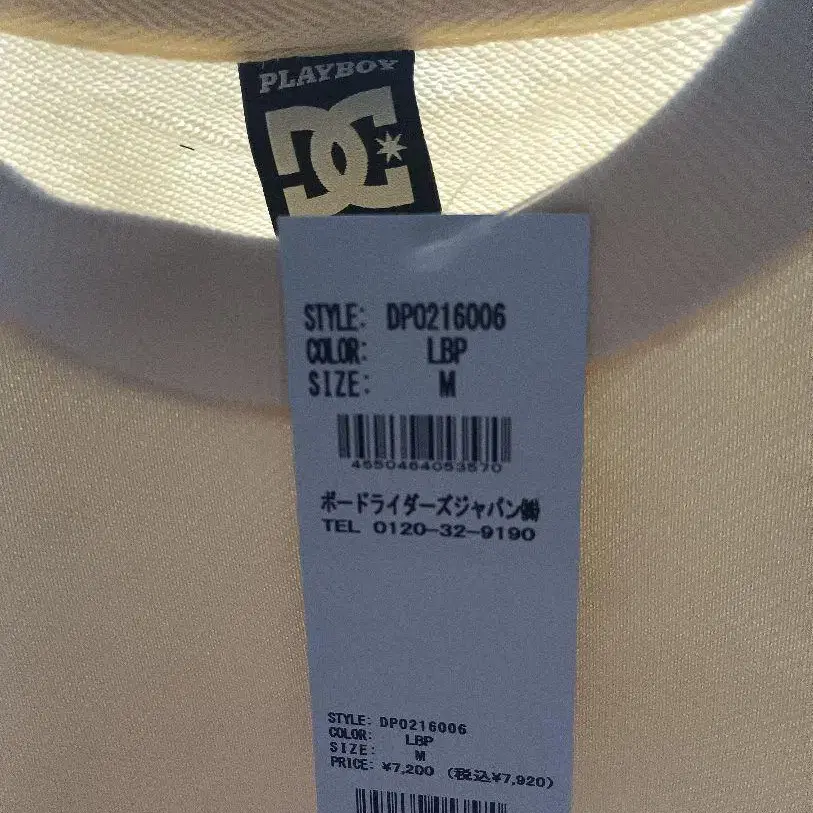 PLAYBOY
DC
STYLE: DP0216006
COLOR: LBP
SIZE: M
4550464053570
ボードライダーズジャパン㈱
TEL 0120-32-9190
STYLE: DP0216006
COLOR: LBP
SIZE: M
PRICE: ¥7,200 (税込¥7,920)